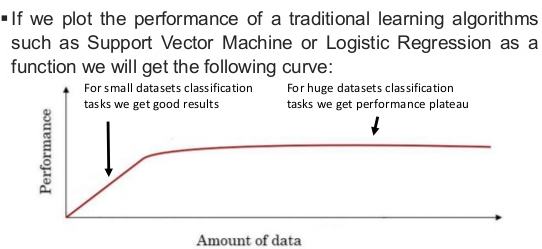 ▪ If we plot the performance of a traditional learning algorithms
such as Support Vector Machine or Logistic Regression as a
function we will get the following curve:
For small datasets classification
tasks we get good results
For huge datasets classification
tasks we get performance plateau
Performance
Amount of data